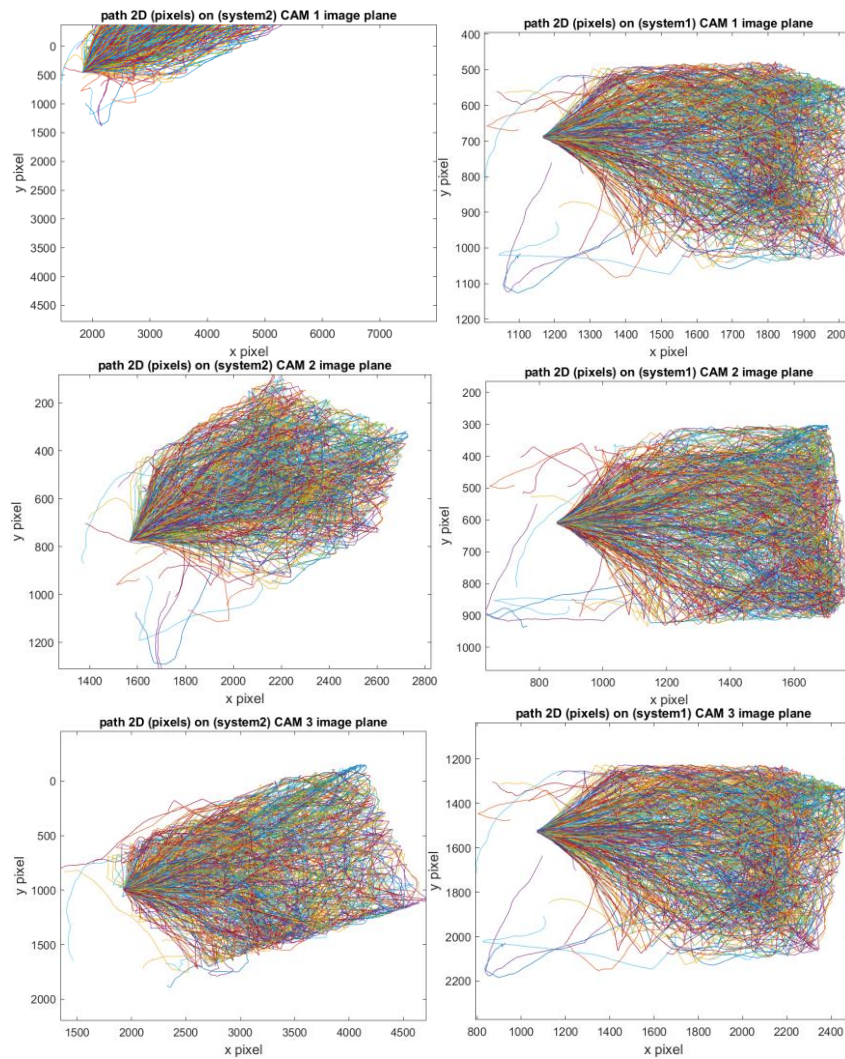 path 2D (pixels) on (system2) CAM 1 image plane
0
500
1000
1500
2000
2500
3000
3500
4000
4500
y pixel
2000 3000 4000 5000 6000 7000
x pixel
path 2D (pixels) on (system1) CAM 1 image plane
400
500
600
700
800
900
1000
1100
1200
y pixel
1100 1200 1300 1400 1500 1600 1700 1800 1900
x pixel
path 2D (pixels) on (system2) CAM 2 image plane
200
400
600
800
1000
1200
y pixel
1400 1600 1800 2000 2200 2400 2600 2800
x pixel
path 2D (pixels) on (system1) CAM 2 image plane
200
300
400
500
600
700
800
900
1000
y pixel
800 1000 1200 1400 1600
x pixel
path 2D (pixels) on (system2) CAM 3 image plane
0
500
1000
1500
2000
y pixel
1500 2000 2500 3000 3500 4000 4500
x pixel
path 2D (pixels) on (system1) CAM 3 image plane
1200
1400
1600
1800
2000
2200
y pixel
800 1000 1200 1400 1600 1800 2000 2200
x pixel